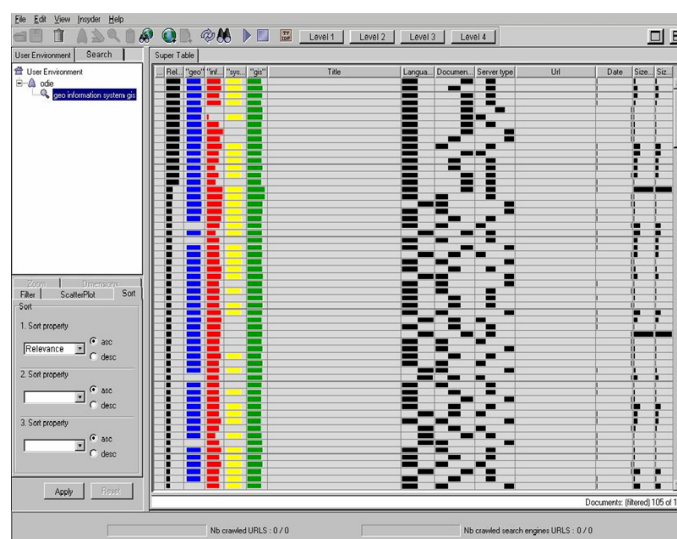 File Edit View Insyder Help
Level 1 Level 2 Level 3 Level 4
User Environment Search
Super Table
User Environment
odie
geo information system gis
... Rel... "geo" "inf... "sys... "gis" Title Langua... Documen... Server type Url Date Size... Siz...
Zoom Dimensions
Filter ScatterPlot Sort
Sort
1. Sort property
Relevance
asc
desc
2. Sort property
asc
desc
3. Sort property
asc
desc
Apply Reset
Documents: (filtered) 105 of 1
Nb crawled URLS : 0 / 0
Nb crawled search engines URLS : 0 / 0